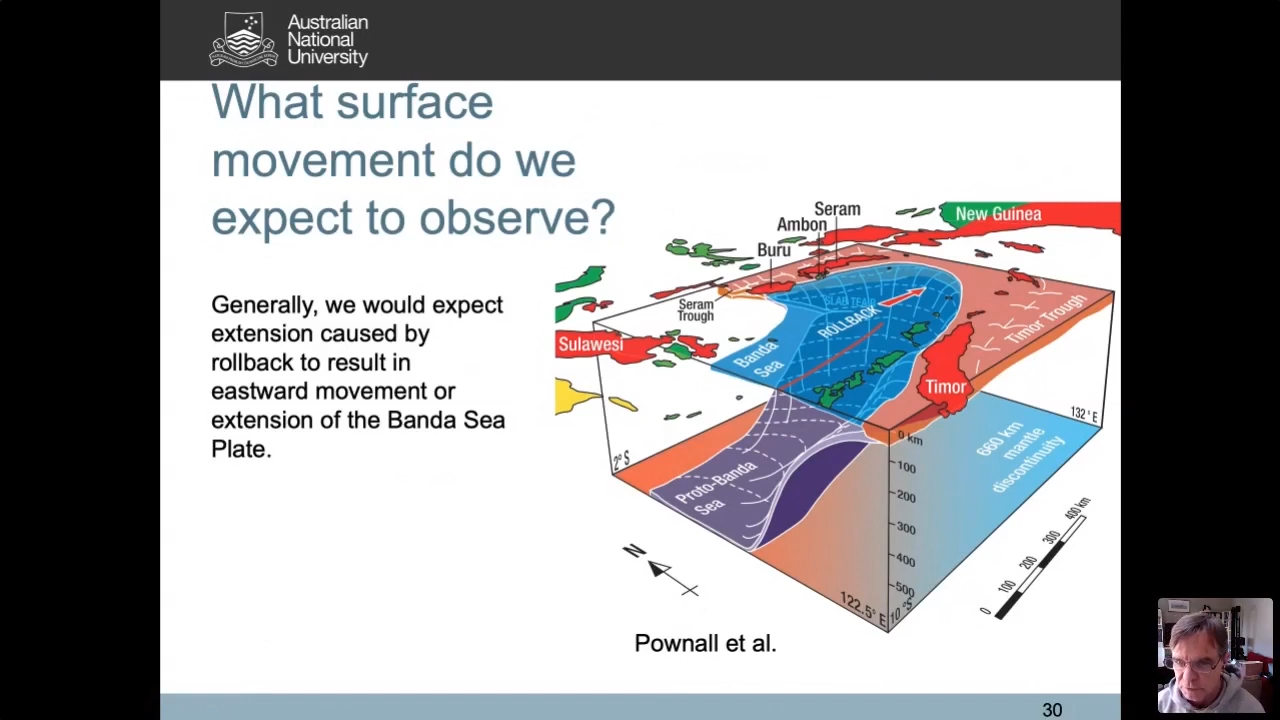 Australian
National
University
What surface
movement do we
expect to observe?
Generally, we would expect
extension caused by
rollback to result in
eastward movement or
extension of the Banda Sea
Plate.
New Guinea
Seram
Ambon
Buru
Seram
Trough
SLAB TEAR
ROLLBACK
Sulawesi
Banda
Sea
Timor Trough
Timor
132° E
2° S
0 km
100
200
300
400
500
660 km
mantle
discontinuity
Proto-Banda
Sea
N
122.5° E
10° S
0
100
200
300
400 km
Pownall et al.
30